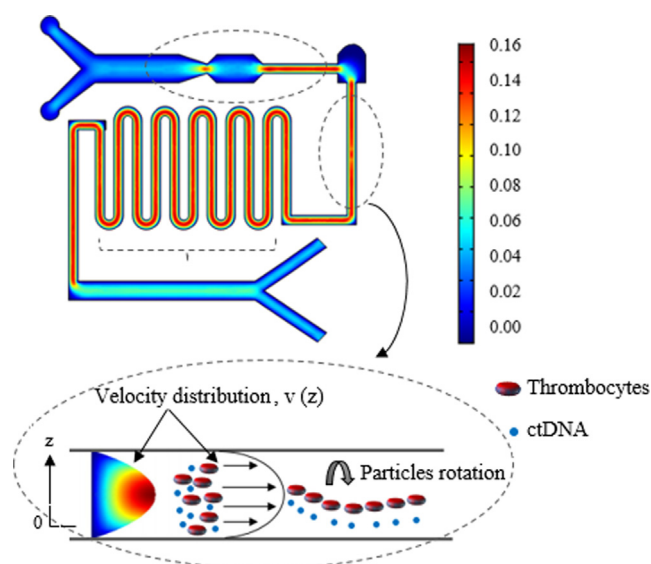 0.16
0.14
0.12
0.10
0.08
0.06
0.04
0.02
0.00
Thrombocytes
ctDNA
Velocity distribution, v (z)
z
Particles rotation
0